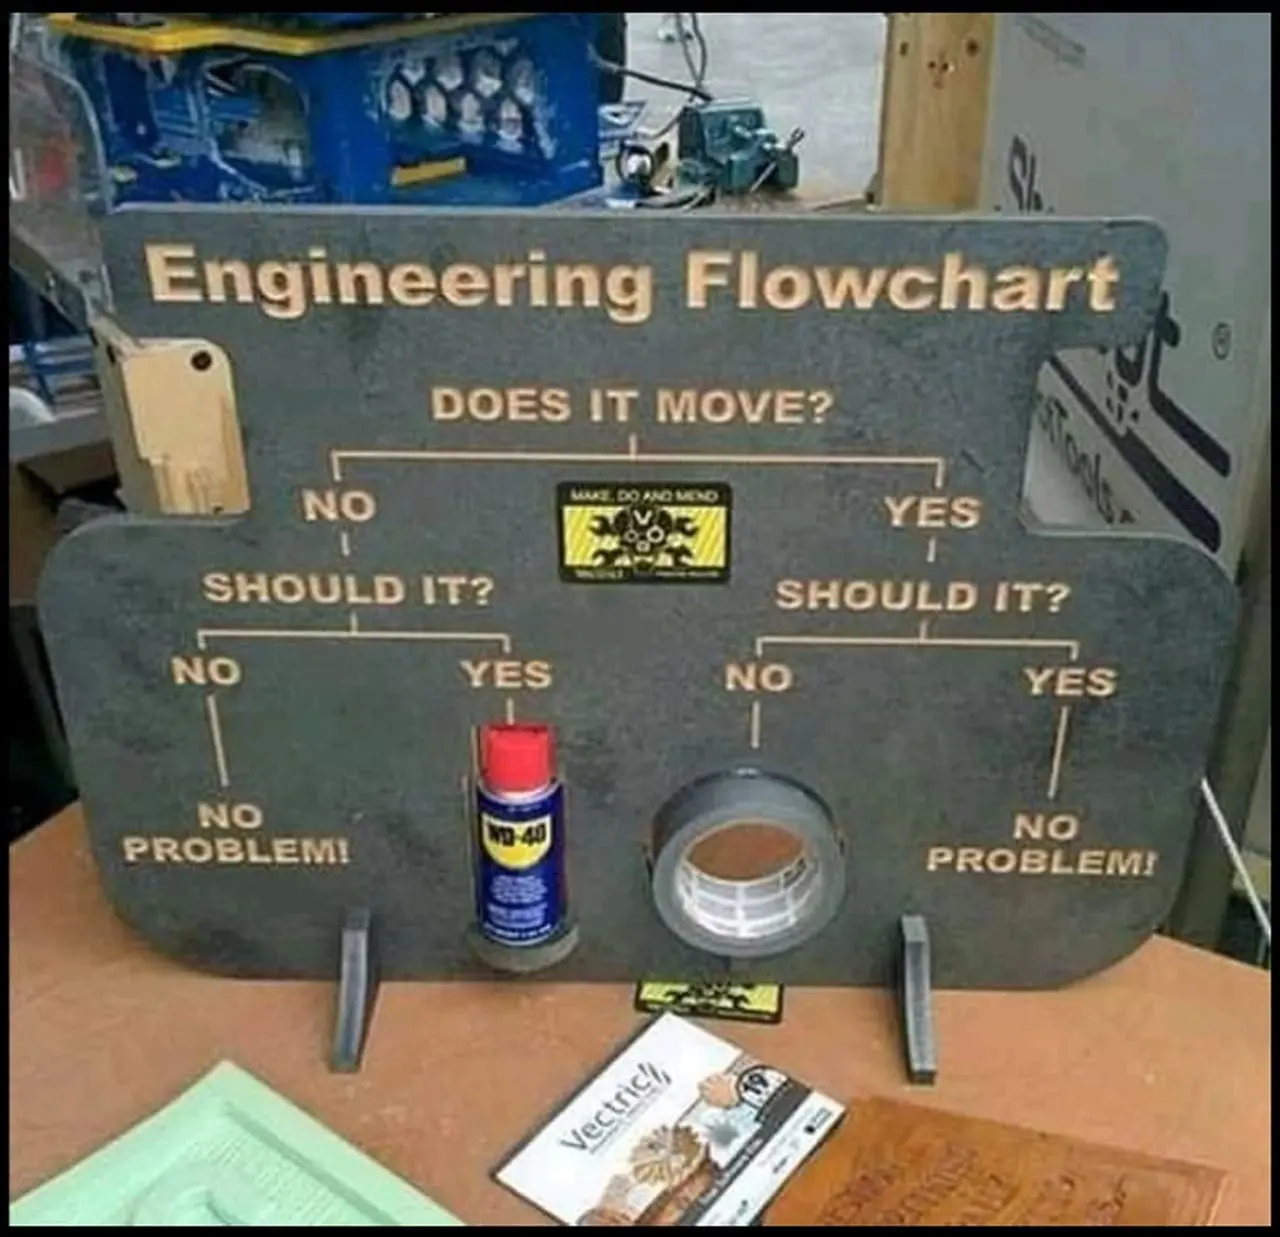 Engineering Flowchart
DOES IT MOVE?
NO
YES
MAKE, DO AND MEND
SHOULD IT?
SHOULD IT?
NO
YES
NO
YES
WD-40
NO
PROBLEM!
NO
PROBLEM!
Vectric
19